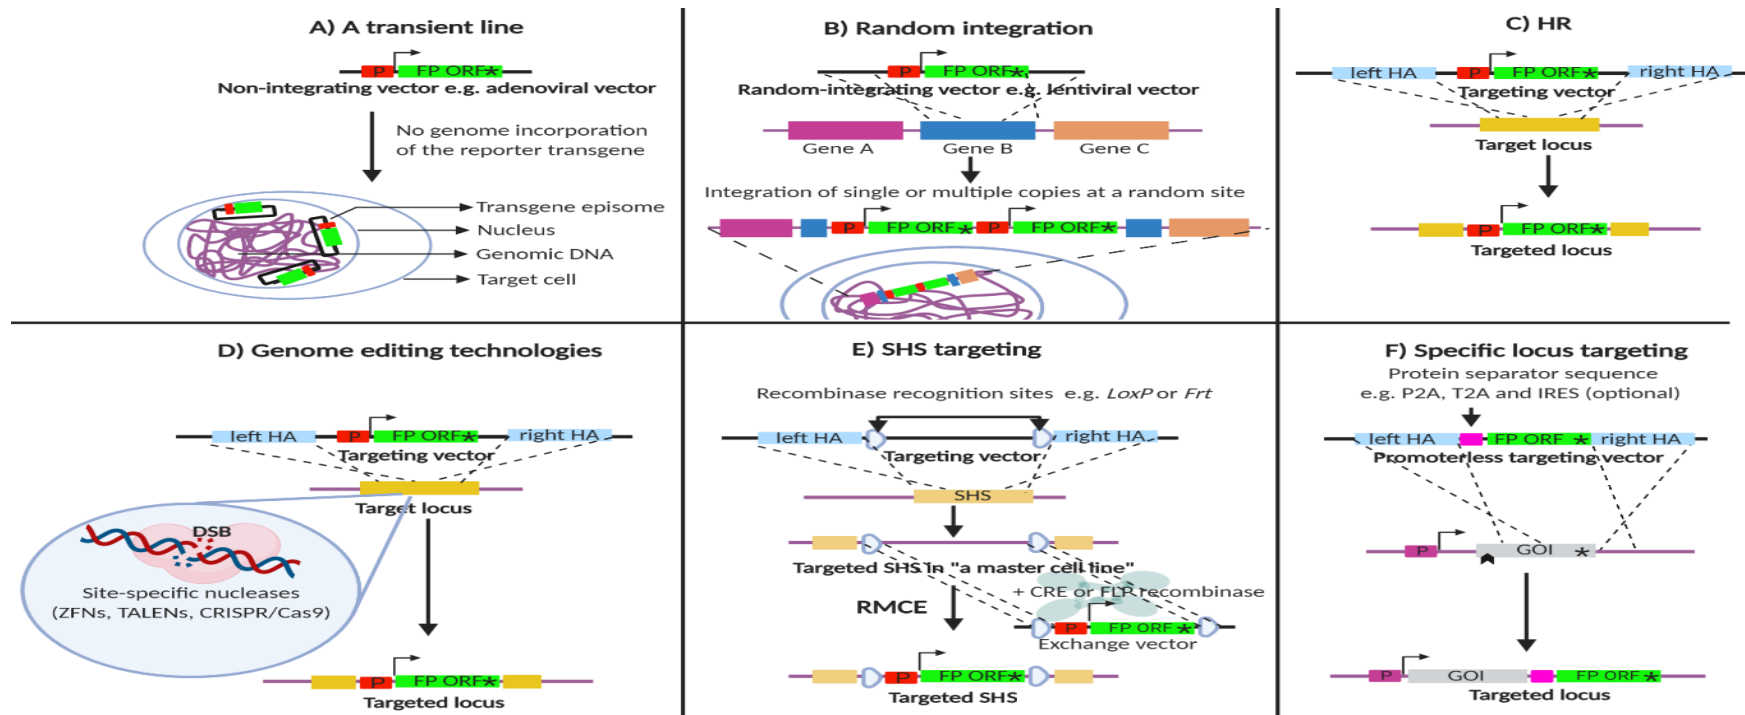 A) A transient line
P FP ORF*
Non-integrating vector e.g. adenoviral vector
No genome incorporation
of the reporter transgene
Transgene episome
Nucleus
Genomic DNA
Target cell
B) Random integration
P FP ORF*
Random-integrating vector e.g. lentiviral vector
Gene A Gene B Gene C
Integration of single or multiple copies at a random site
P FP ORF* P FP ORF*
C) HR
left HA P FP ORF* right HA
Targeting vector
Target locus
P FP ORF*
Targeted locus
D) Genome editing technologies
left HA P FP ORF* right HA
Targeting vector
Target locus
DSB
Site-specific nucleases
(ZFNs, TALENs, CRISPR/Cas9)
P FP ORF*
Targeted locus
E) SHS targeting
Recombinase recognition sites e.g. LoxP or Frt
left HA right HA
Targeting vector
SHS
Targeted SHS in "a master cell line"
+ CRE or FLP recombinase
RMCE
P FP ORF*
Exchange vector
P FP ORF*
Targeted SHS
F) Specific locus targeting
Protein separator sequence
e.g. P2A, T2A and IRES (optional)
left HA FP ORF * right HA
Promoterless targeting vector
P GOI *
P GOI FP ORF*
Targeted locus